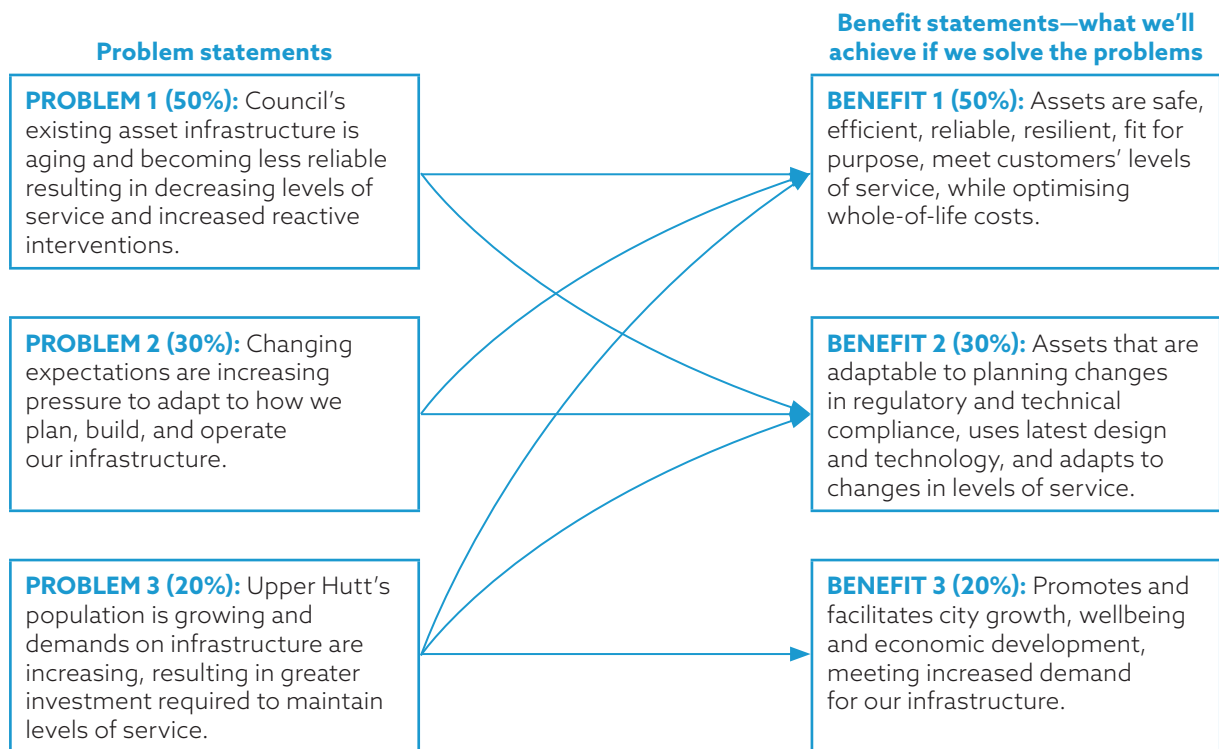 Problem statements
PROBLEM 1 (50%): Council’s
existing asset infrastructure is
aging and becoming less reliable
resulting in decreasing levels of
service and increased reactive
interventions.
PROBLEM 2 (30%): Changing
expectations are increasing
pressure to adapt to how we
plan, build, and operate
our infrastructure.
PROBLEM 3 (20%): Upper Hutt’s
population is growing and
demands on infrastructure are
increasing, resulting in greater
investment required to maintain
levels of service.
Benefit statements—what we’ll
achieve if we solve the problems
BENEFIT 1 (50%): Assets are safe,
efficient, reliable, resilient, fit for
purpose, meet customers’ levels
of service, while optimising
whole-of-life costs.
BENEFIT 2 (30%): Assets that are
adaptable to planning changes
in regulatory and technical
compliance, uses latest design
and technology, and adapts to
changes in levels of service.
BENEFIT 3 (20%): Promotes and
facilitates city growth, wellbeing
and economic development,
meeting increased demand
for our infrastructure.